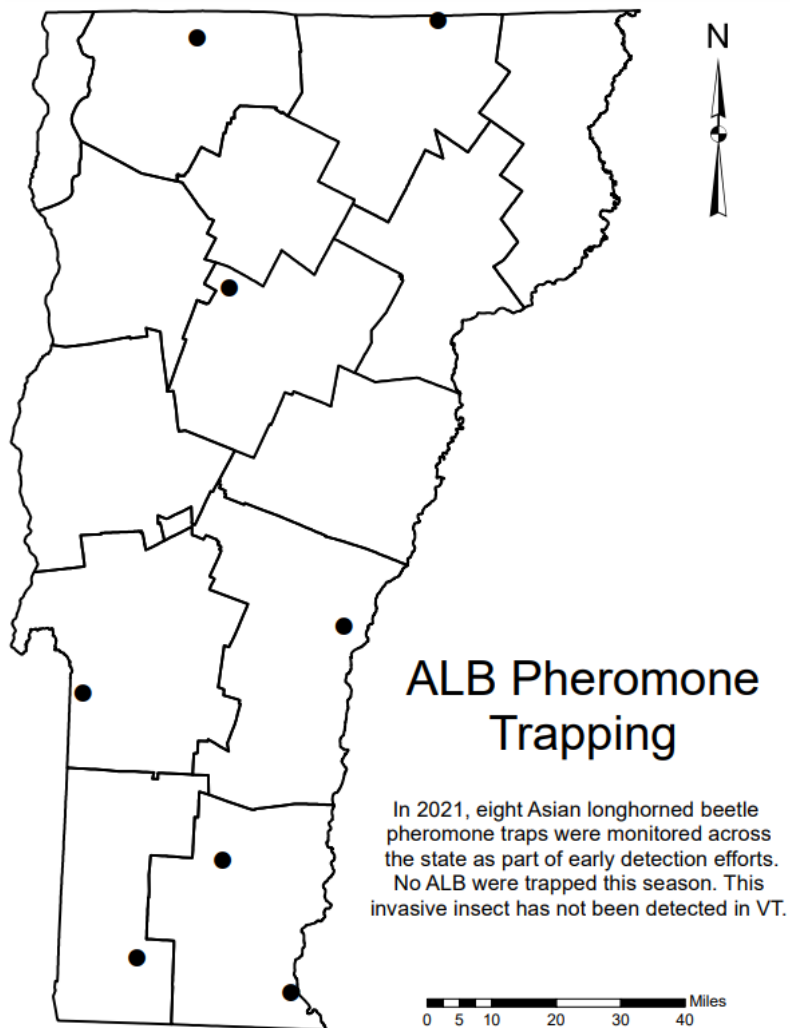 N
ALB Pheromone
Trapping
In 2021, eight Asian longhorned beetle
pheromone traps were monitored across
the state as part of early detection efforts.
No ALB were trapped this season. This
invasive insect has not been detected in VT.
Miles
0 5 10 20 30 40